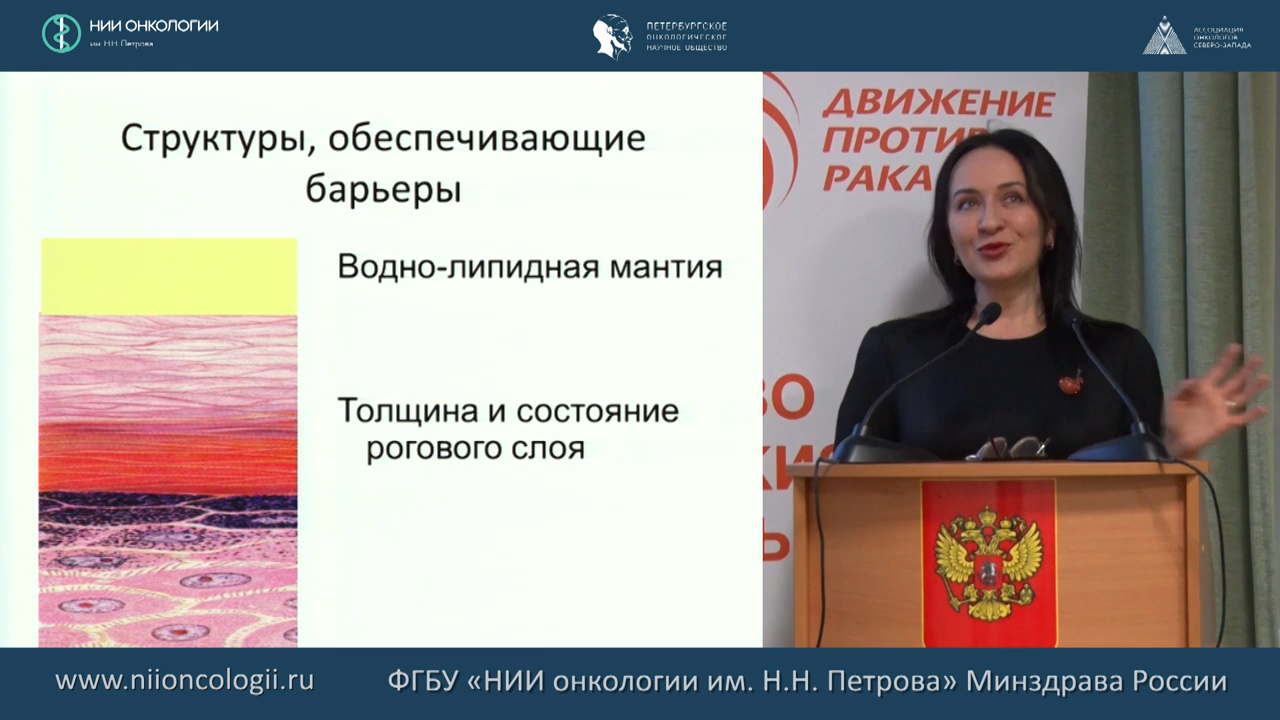 НИИ ОНКОЛОГИИ
им. Н.Н. Петрова
ПЕТЕРБУРГСКОЕ
ОНКОЛОГИЧЕСКОЕ
НАУЧНОЕ ОБЩЕСТВО
АССОЦИАЦИЯ
ОНКОЛОГОВ
СЕВЕРО-ЗАПАДА
Структуры, обеспечивающие
барьеры
Водно-липидная мантия
Толщина и состояние
рогового слоя
ДВИЖЕНИЕ
ПРОТИВ
РАКА
www.niioncologii.ru
ФГБУ «НИИ онкологии им. Н.Н. Петрова» Минздрава России